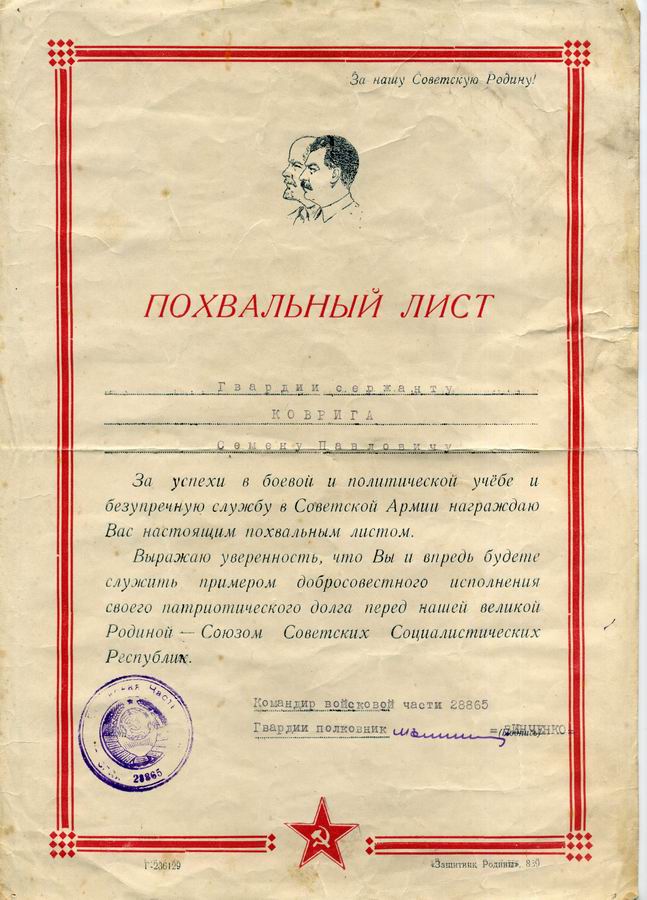 За нашу Советскую Родину!
ПОХВАЛЬНЫЙ ЛИСТ
Гвардии сержанту
КОВРИГА
Семену Павловичу
За успехи в боевой и политической учёбе и
безупречную службу в Советской Армии награждаю
Вас настоящим похвальным листом.
Выражаю уверенность, что Вы и впредь будете
служить примером добросовестного исполнения
своего патриотического долга перед нашей великой
Родиной — Союзом Советских Социалистических
Республик.
Командир войсковой части 28865
Гвардии полковник
(подпись)
28865
Г-236129
«Защитник Родины», 839